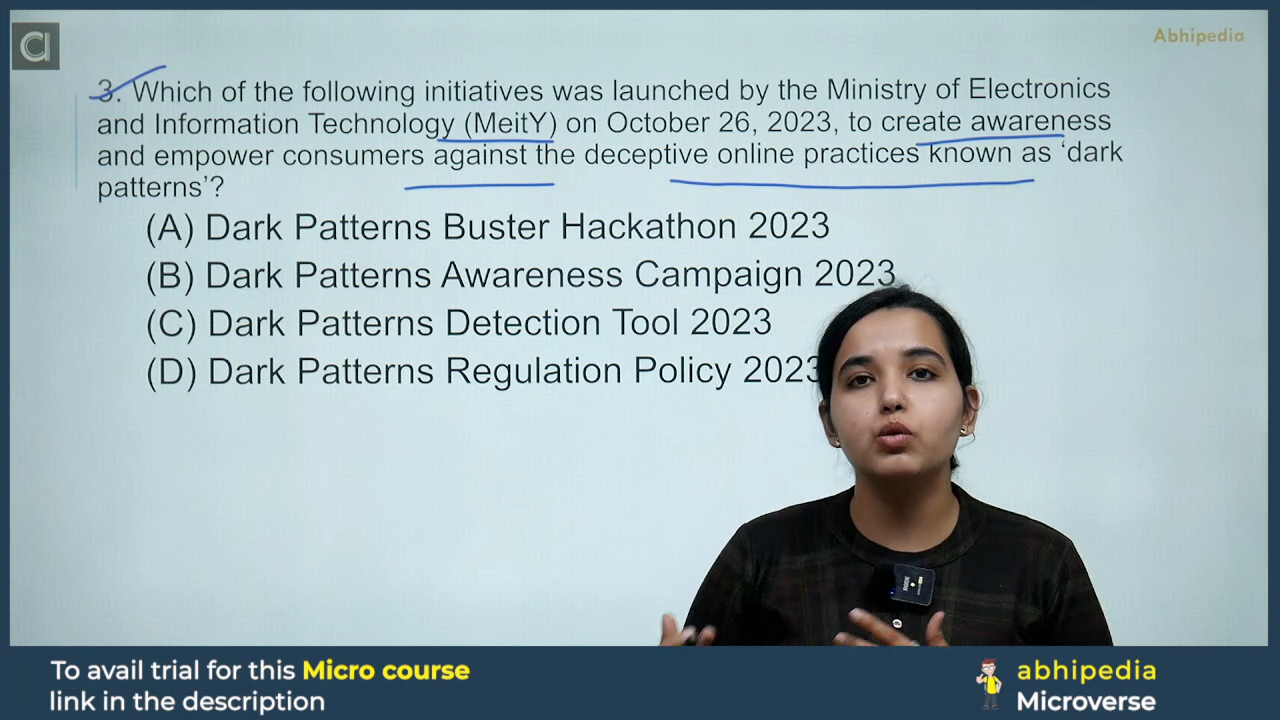 Abhipedia
3. Which of the following initiatives was launched by the Ministry of Electronics
and Information Technology (MeitY) on October 26, 2023, to create awareness
and empower consumers against the deceptive online practices known as ‘dark
patterns’?
(A) Dark Patterns Buster Hackathon 2023
(B) Dark Patterns Awareness Campaign 2023
(C) Dark Patterns Detection Tool 2023
(D) Dark Patterns Regulation Policy 2023
To avail trial for this Micro course
link in the description
abhipedia
Microverse